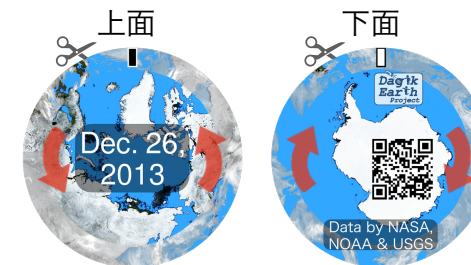 上面
下面
Dec. 26,
2013
Dagik
Earth
Project
Data by NASA,
NOAA & USGS